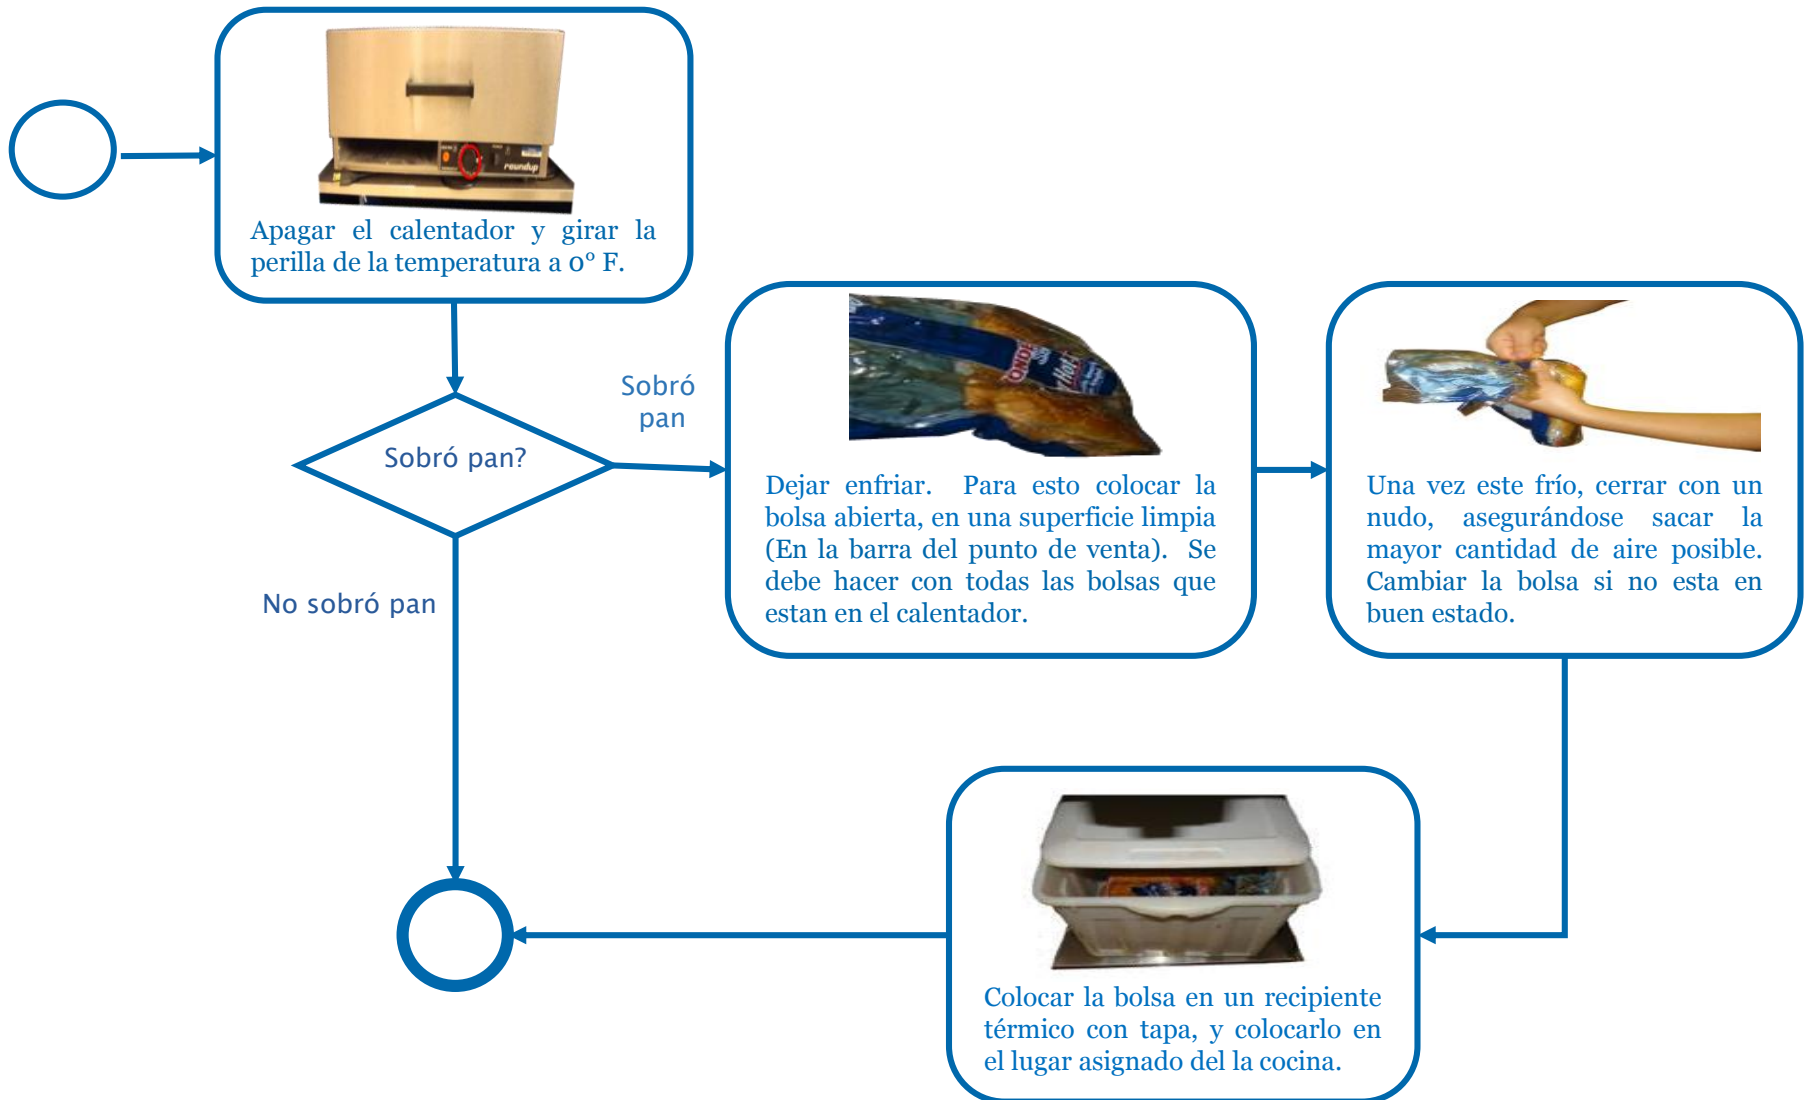 roundup
Apagar el calentador y girar la
perilla de la temperatura a 0° F.
Sobró pan?
Sobró
pan
No sobró pan
Dejar enfriar. Para esto colocar la
bolsa abierta, en una superficie limpia
(En la barra del punto de venta). Se
debe hacer con todas las bolsas que
estan en el calentador.
Una vez este frío, cerrar con un
nudo, asegurándose sacar la
mayor cantidad de aire posible.
Cambiar la bolsa si no esta en
buen estado.
Colocar la bolsa en un recipiente
térmico con tapa, y colocarlo en
el lugar asignado del la cocina.